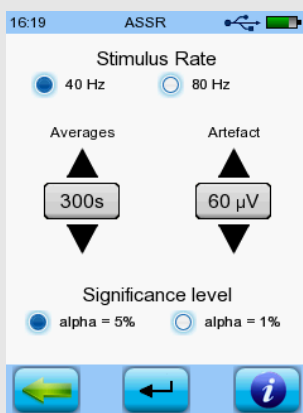 16:19 ASSR
Stimulus Rate
40 Hz 80 Hz
Averages Artefact
300s 60 µV
Significance level
alpha = 5% alpha = 1%
i